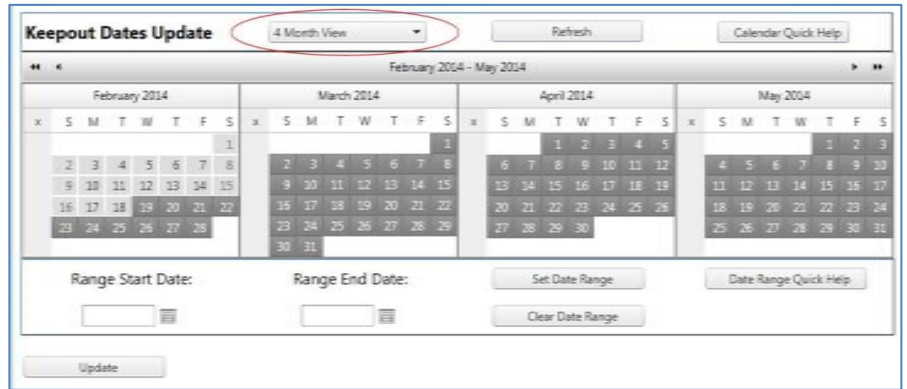 Keepout Dates Update 4 Month View Refresh Calendar Quick Help
February 2014 - May 2014
February 2014 March 2014 April 2014 May 2014
x S M T W T F S x S M T W T F S x S M T W T F S x S M T W T F S
1 1 1 2 3 4 5 1 2 3
2 3 4 5 6 7 8 2 3 4 5 6 7 8 6 7 8 9 10 11 12 4 5 6 7 8 9 10
9 10 11 12 13 14 15 9 10 11 12 13 14 15 13 14 15 16 17 18 19 11 12 13 14 15 16 17
16 17 18 19 20 21 22 16 17 18 19 20 21 22 20 21 22 23 24 25 26 18 19 20 21 22 23 24
23 24 25 26 27 28 23 24 25 26 27 28 29 27 28 29 30 25 26 27 28 29 30 31
30 31
Range Start Date: Range End Date: Set Date Range Date Range Quick Help
Clear Date Range
Update